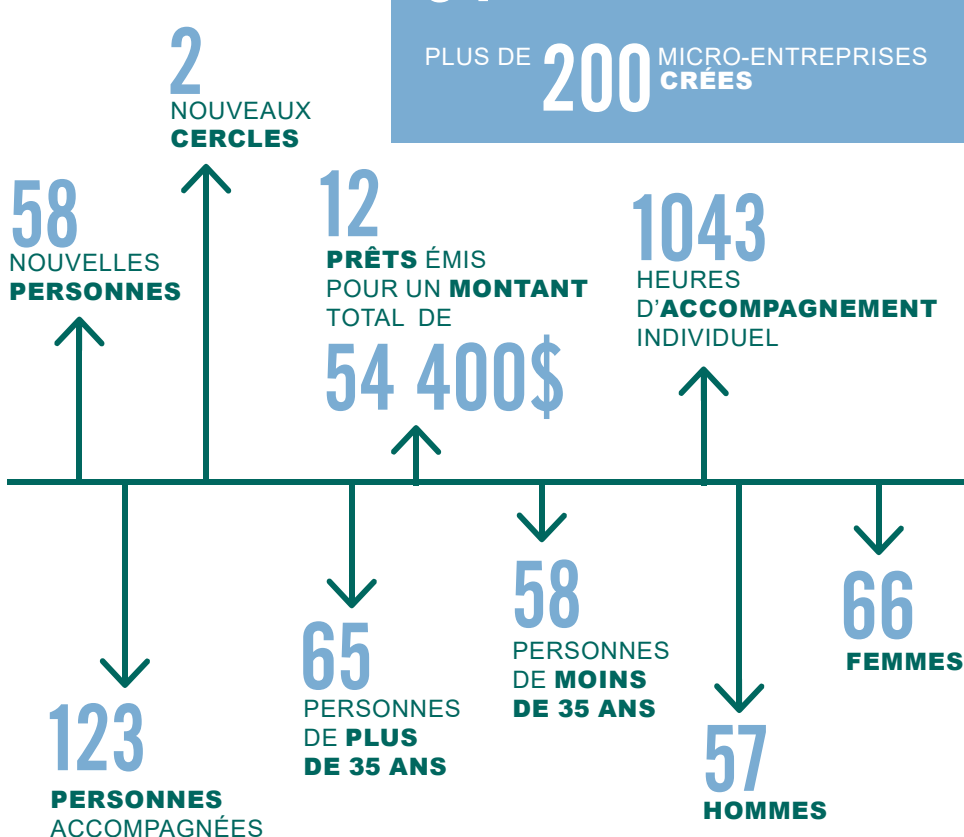 PLUS DE 200 MICRO-ENTREPRISES
CRÉES
2
NOUVEAUX
CERCLES
58
NOUVELLES
PERSONNES
12
PRÊTS ÉMIS
POUR UN MONTANT
TOTAL DE
54 400$
1043
HEURES
D'ACCOMPAGNEMENT
INDIVIDUEL
123
PERSONNES
ACCOMPAGNÉES
65
PERSONNES
DE PLUS
DE 35 ANS
58
PERSONNES
DE MOINS
DE 35 ANS
57
HOMMES
66
FEMMES